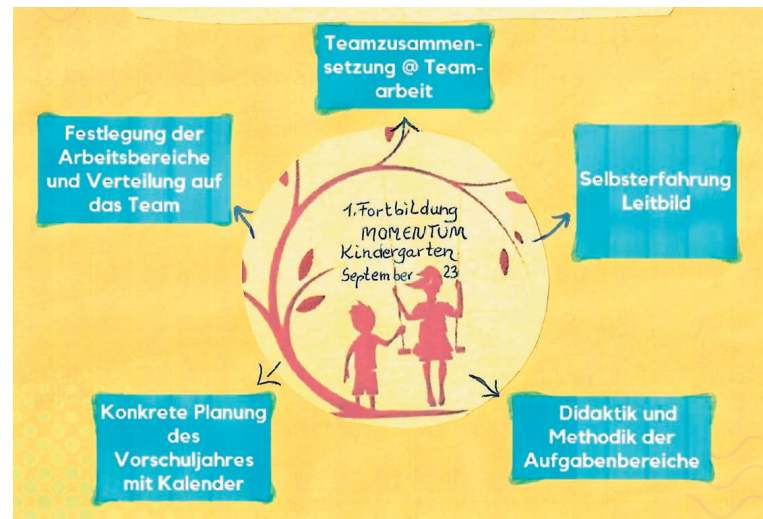 Teamzusammen-
setzung @ Team-
arbeit
Festlegung der
Arbeitsbereiche
und Verteilung auf
das Team
Selbsterfahrung
Leitbild
1. Fortbildung
MOMENTUM
Kindergarten
September 23
Konkrete Planung
des
Vorschuljahres
mit Kalender
Didaktik und
Methodik der
Aufgabenbereiche